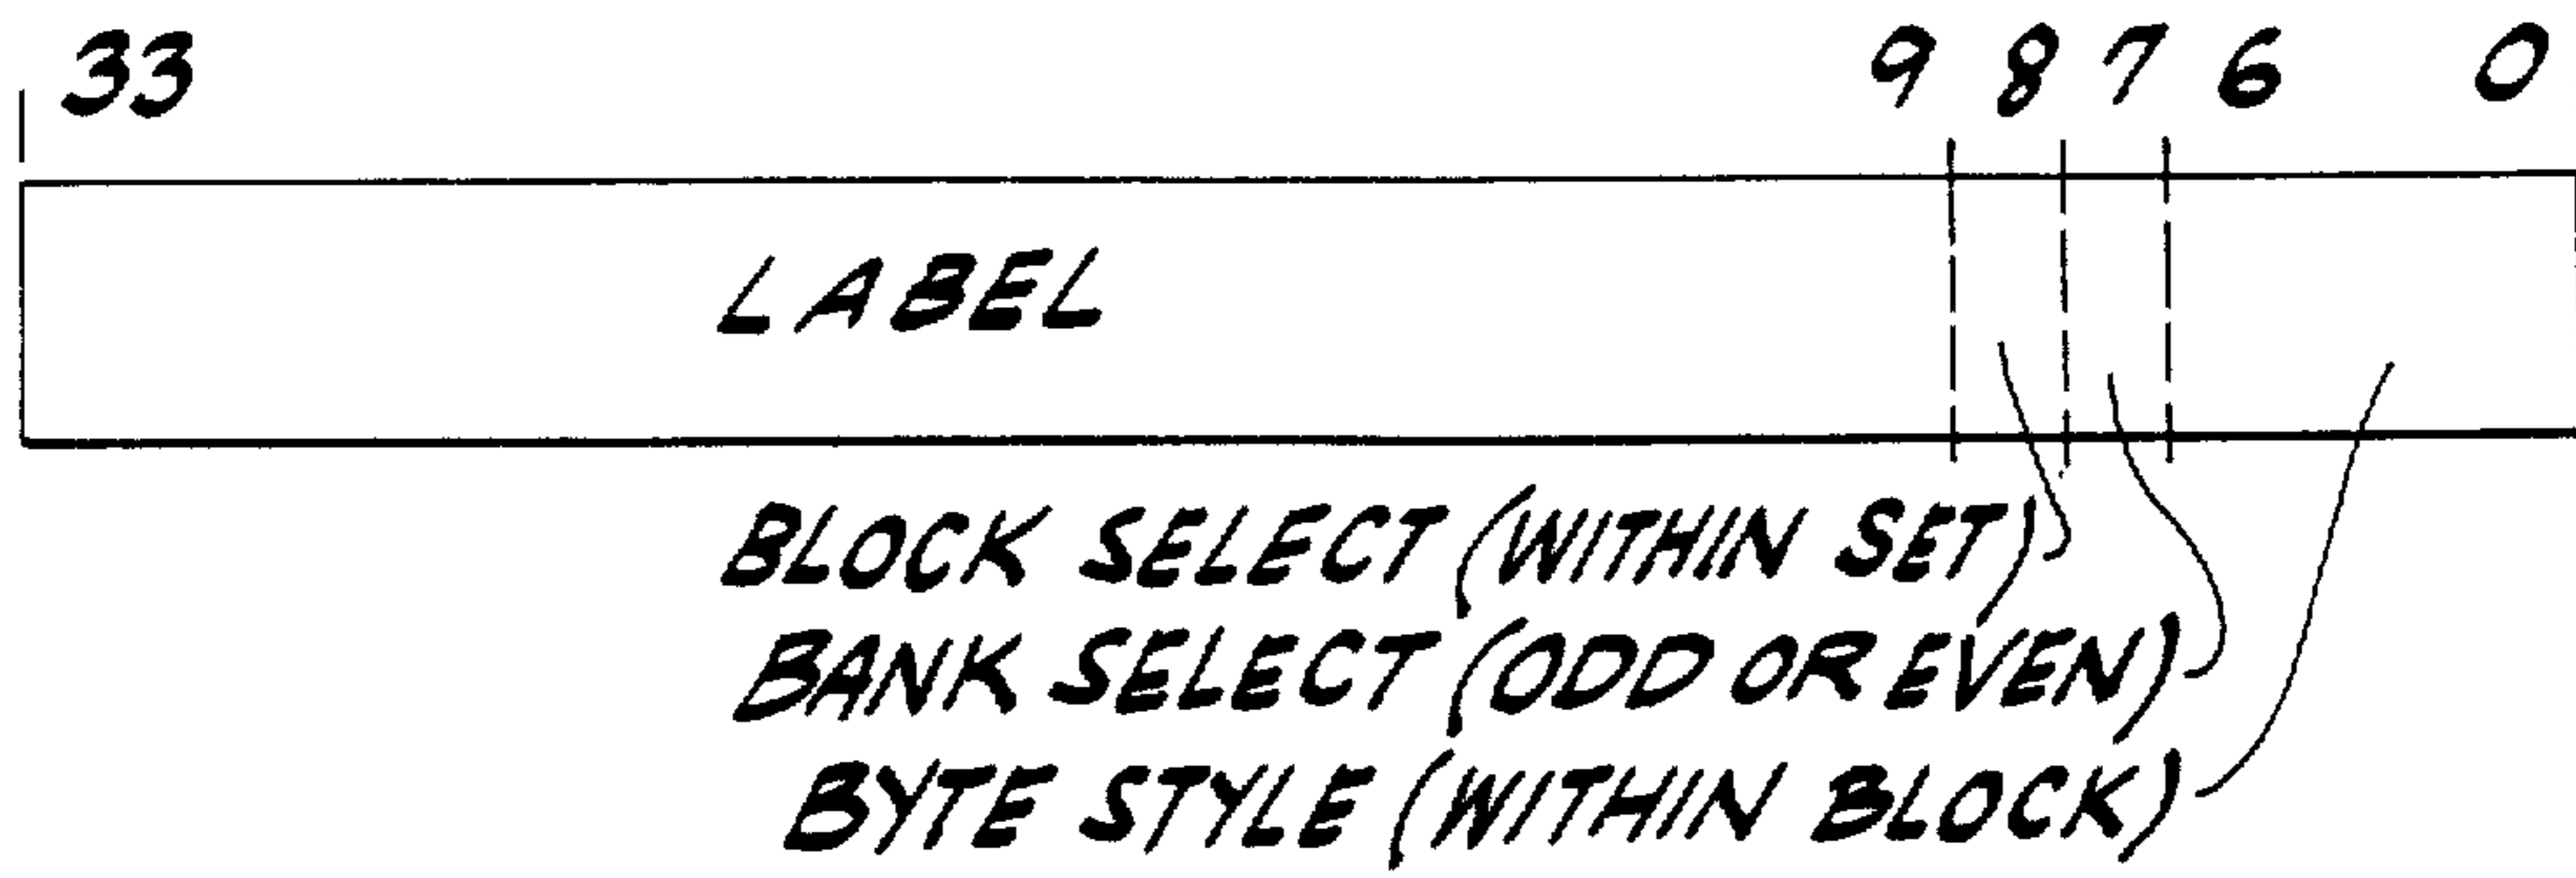 33 9 8 7 6 0
LABEL
BLOCK SELECT (WITHIN SET)
BANK SELECT (ODD OR EVEN)
BYTE STYLE (WITHIN BLOCK)